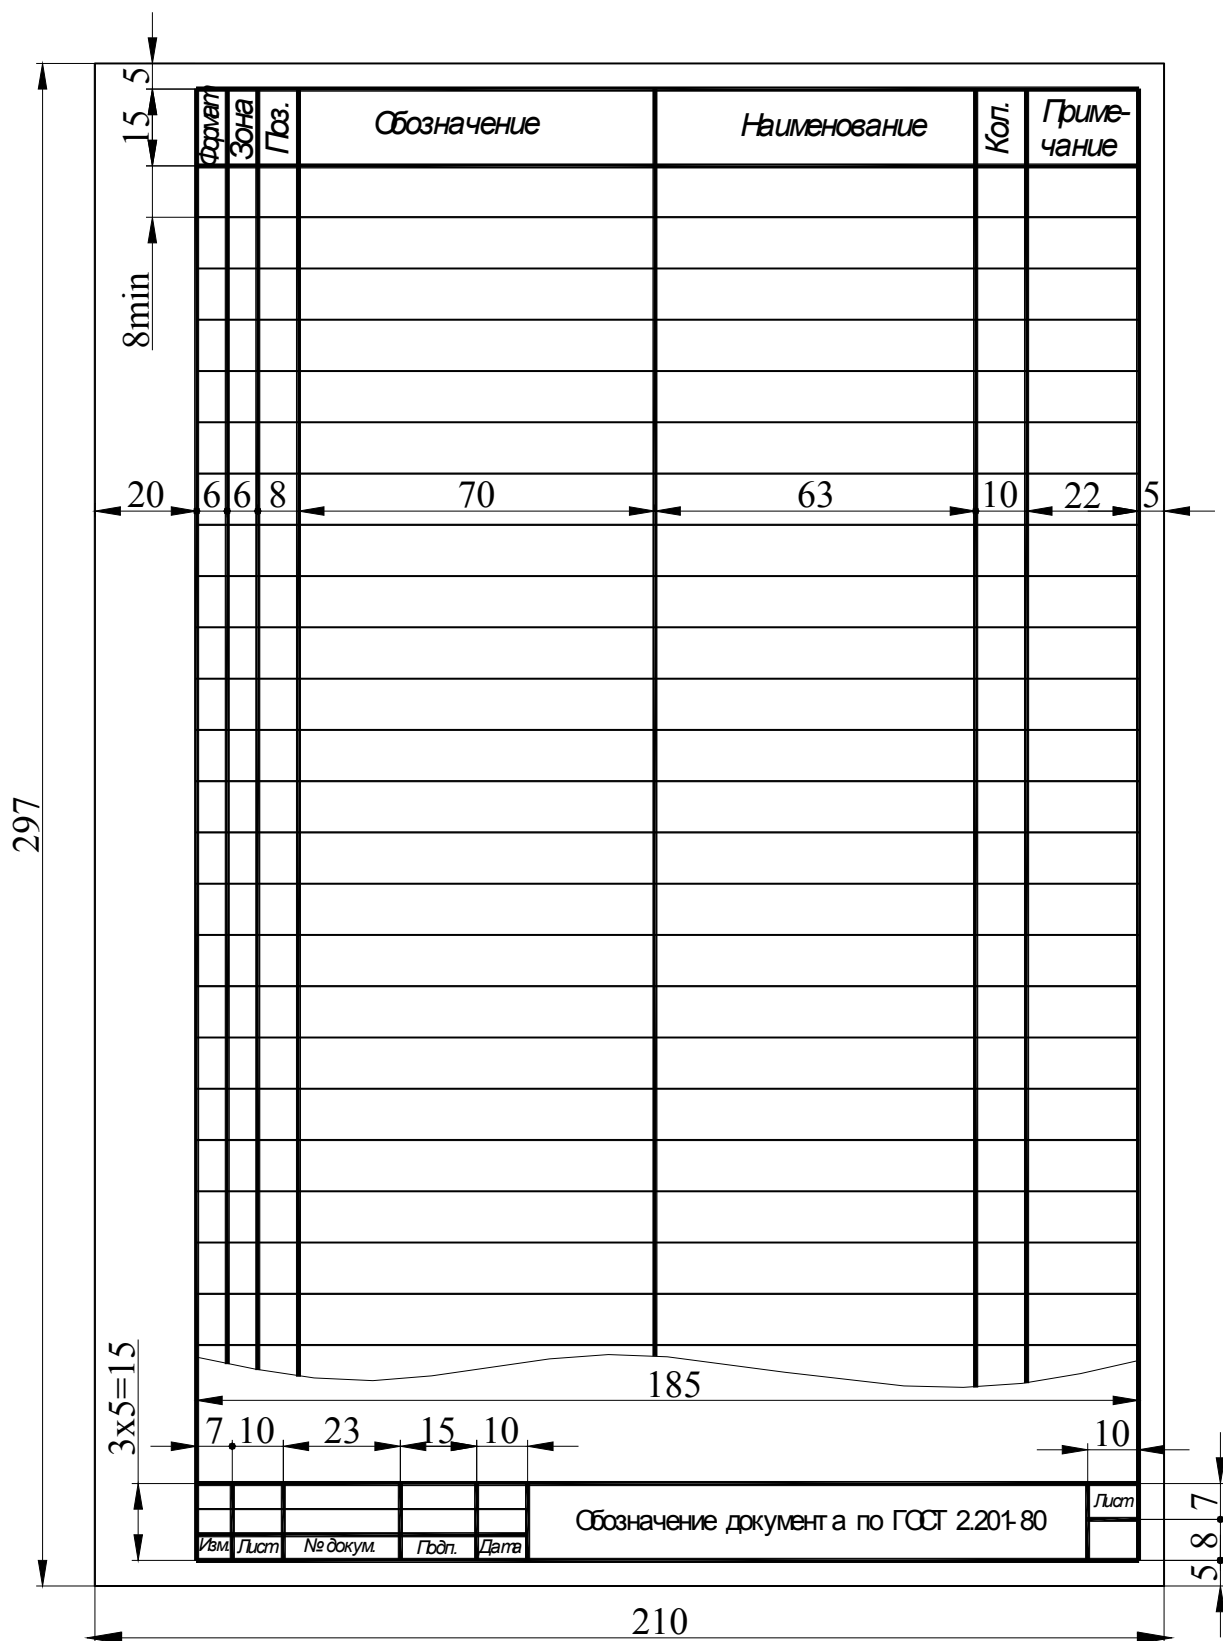 5
15
Формат
Зона
Поз.
Обозначение
Наименование
Кол.
Приме-
чание
8min
20 6 6 8 70 63 10 22 5
297
185
3x5=15
7 10 23 15 10 10
Лист
7
Обозначение документа по ГОСТ 2.201-80
Изм. Лист № докум. Подп. Дата
8
5
210